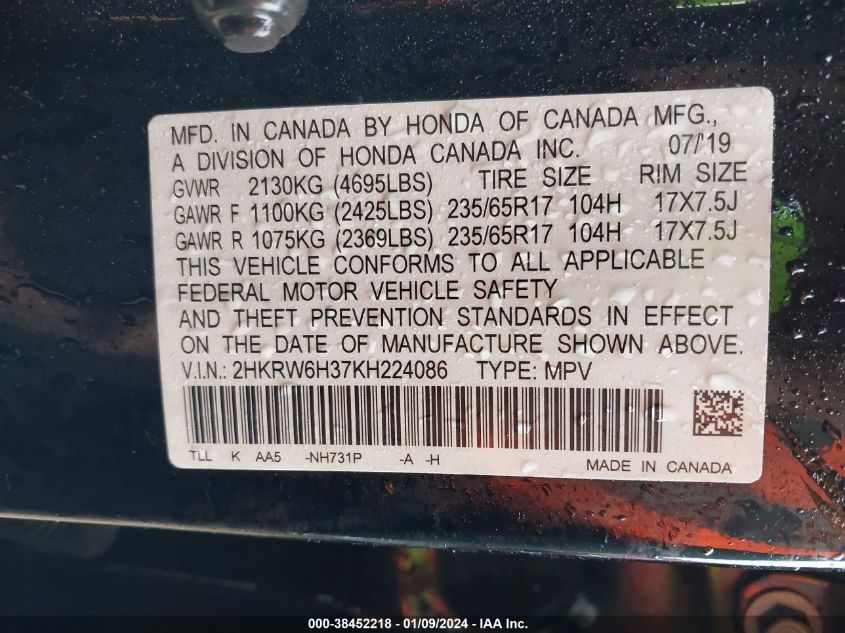 MFD. IN CANADA BY HONDA OF CANADA MFG.,
A DIVISION OF HONDA CANADA INC. 07/'19
GVWR 2130KG (4695LBS) TIRE SIZE RIM SIZE
GAWR F 1100KG (2425LBS) 235/65R17 104H 17X7.5J
GAWR R 1075KG (2369LBS) 235/65R17 104H 17X7.5J
THIS VEHICLE CONFORMS TO ALL APPLICABLE
FEDERAL MOTOR VEHICLE SAFETY
AND THEFT PREVENTION STANDARDS IN EFFECT
ON THE DATE OF MANUFACTURE SHOWN ABOVE.
V.I.N.: 2HKRW6H37KH224086 TYPE: MPV
TLL K AA5 -NH731P -A -H
MADE IN CANADA
000-38452218 - 01/09/2024 - IAA Inc.